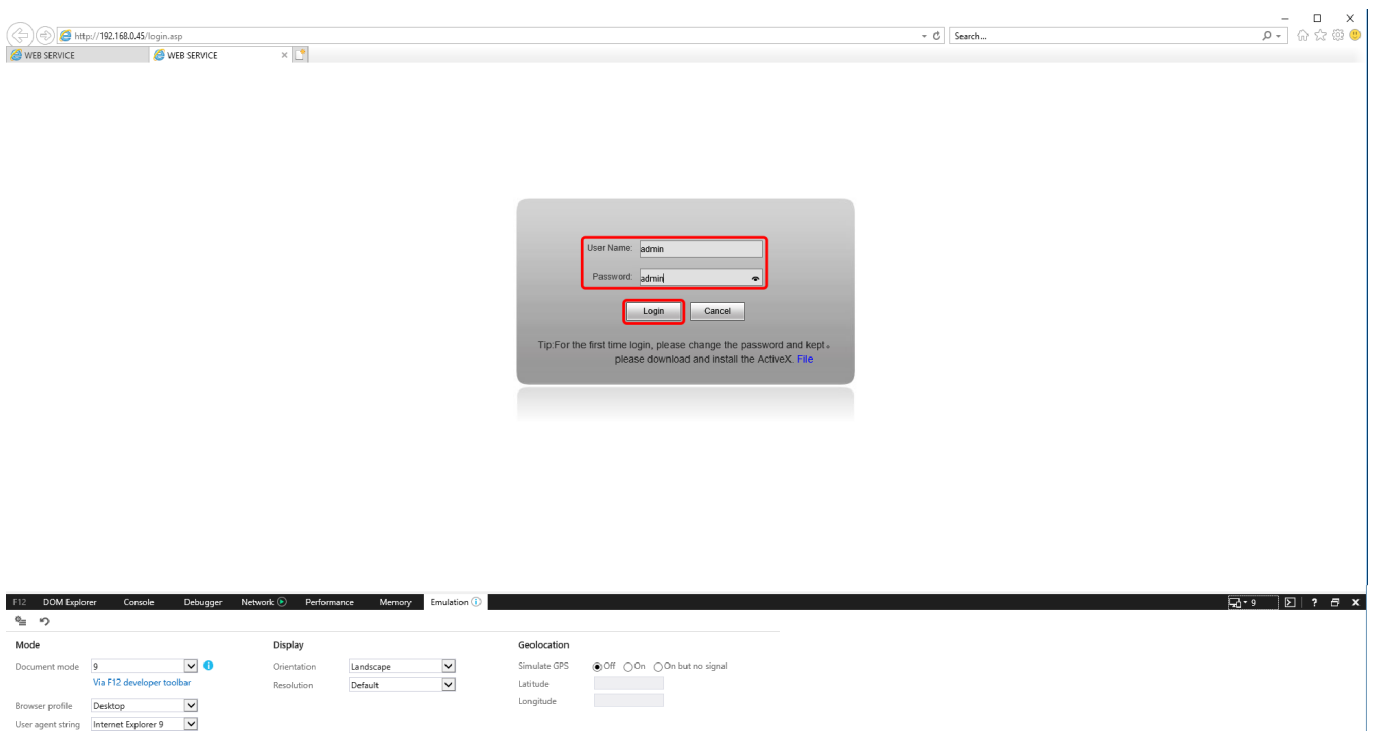 http://192.168.0.45/login.asp
Search...
WEB SERVICE
WEB SERVICE
User Name: admin
Password: admin
Login Cancel
Tip:For the first time login, please change the password and kept。
please download and install the ActiveX. File
F12 DOM Explorer Console Debugger Network Performance Memory Emulation 9 ?
Mode Display Geolocation
Document mode 9 Orientation Landscape Simulate GPS Off On On but no signal
Via F12 developer toolbar Resolution Default Latitude
Longitude
Browser profile Desktop
User agent string Internet Explorer 9